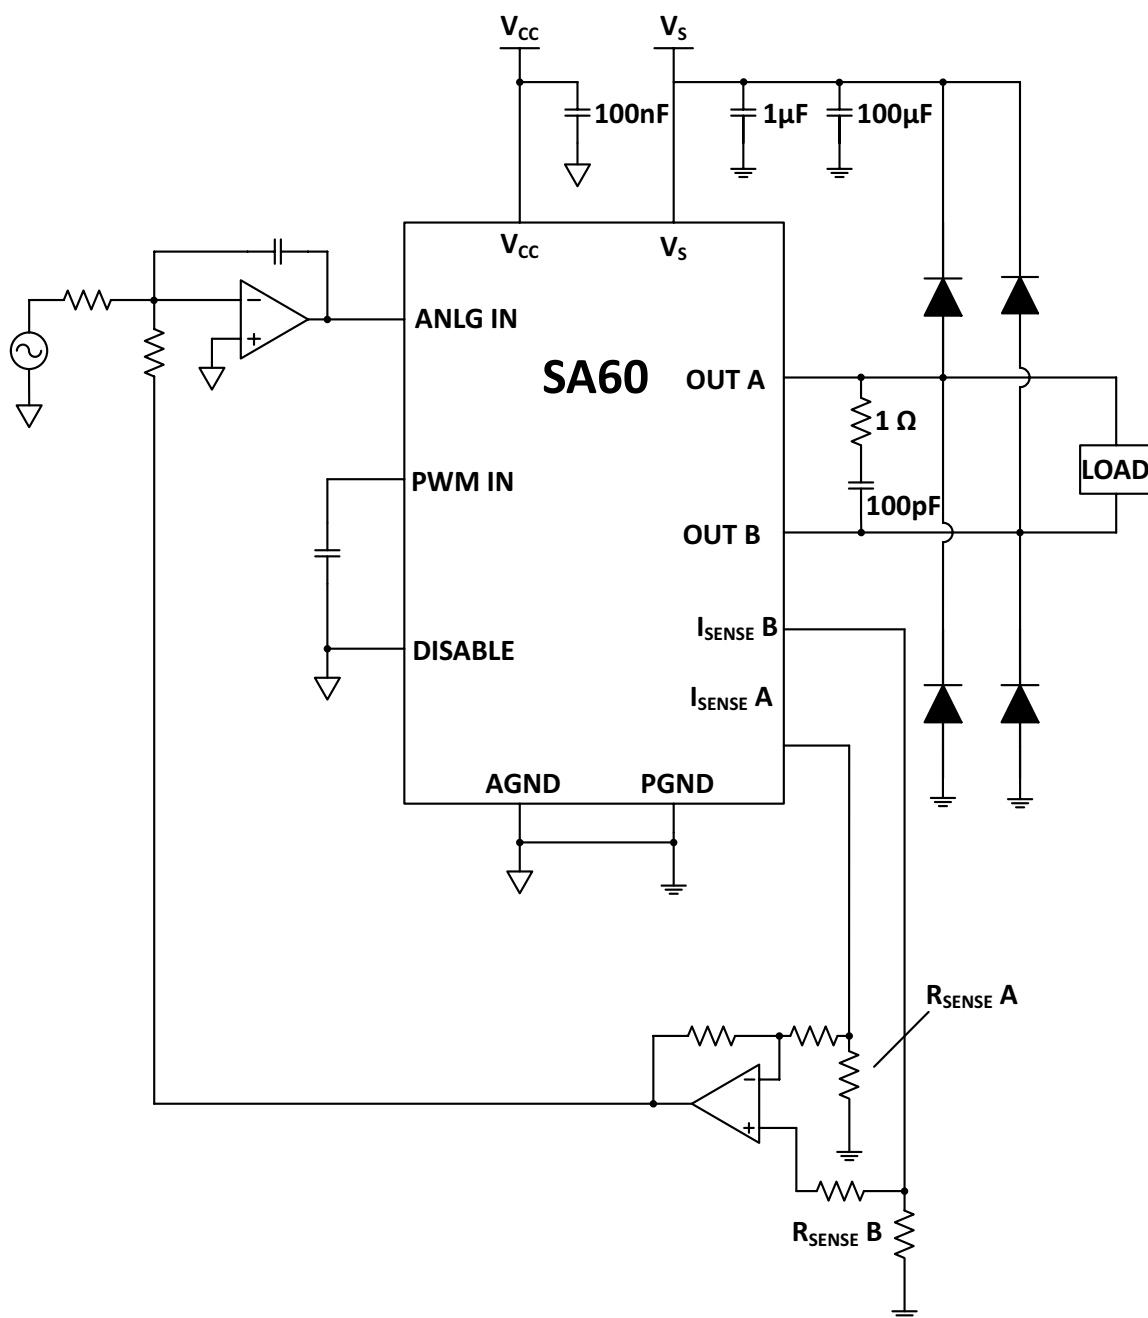 VCC
VS
100nF
1µF
100µF
VCC
VS
ANLG IN
SA60
OUT A
1 Ω
LOAD
PWM IN
100pF
OUT B
ISENSE B
DISABLE
ISENSE A
AGND
PGND
RSENSE A
RSENSE B